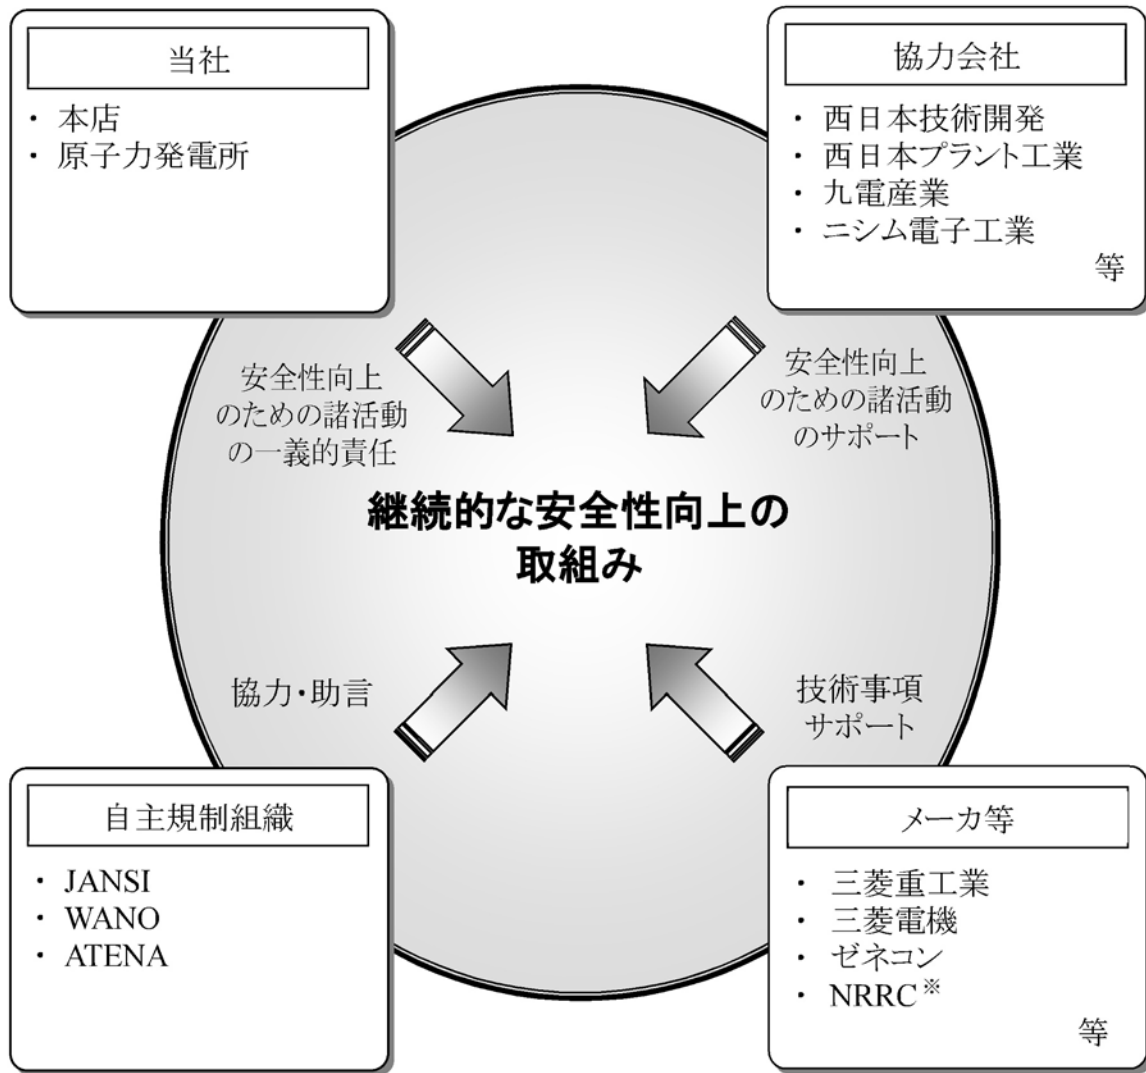 当社
・ 本店
・ 原子力発電所
協力会社
・ 西日本技術開発
・ 西日本プラント工業
・ 九電産業
・ ニシム電子工業
等
安全性向上
のための諸活動
の一義的責任
安全性向上
のための諸活動
のサポート
継続的な安全性向上の
取組み
協力・助言
技術事項
サポート
自主規制組織
・ JANSI
・ WANO
・ ATENA
メーカ等
・ 三菱重工業
・ 三菱電機
・ ゼネコン
・ NRRC※
等